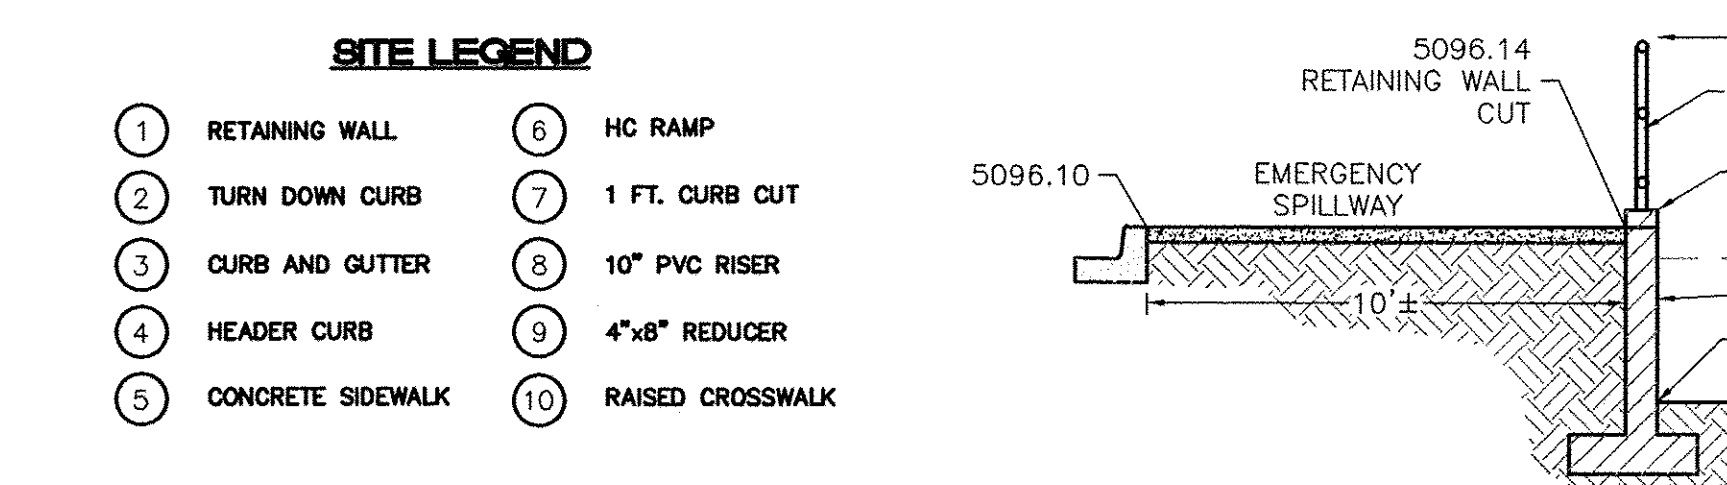 SITE LEGEND
1 RETAINING WALL
2 TURN DOWN CURB
3 CURB AND GUTTER
4 HEADER CURB
5 CONCRETE SIDEWALK
6 HC RAMP
7 1 FT. CURB CUT
8 10" PVC RISER
9 4"x8" REDUCER
10 RAISED CROSSWALK
5096.14
RETAINING WALL
CUT
5096.10
EMERGENCY
SPILLWAY
10'±